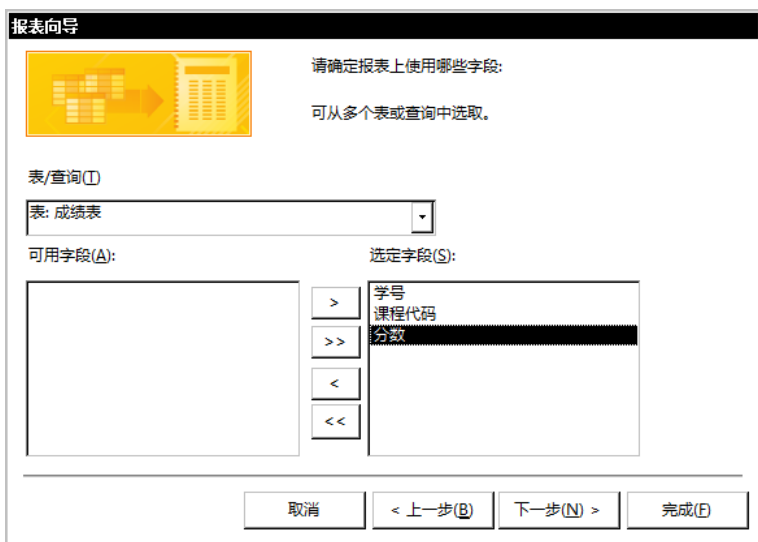 报表向导
请确定报表上使用哪些字段:
可从多个表或查询中选取。
表/查询(T)
表: 成绩表
可用字段(A):
选定字段(S):
学号
课程代码
分数
>
>>
<
<<
取消
< 上一步(B)
下一步(N) >
完成(F)